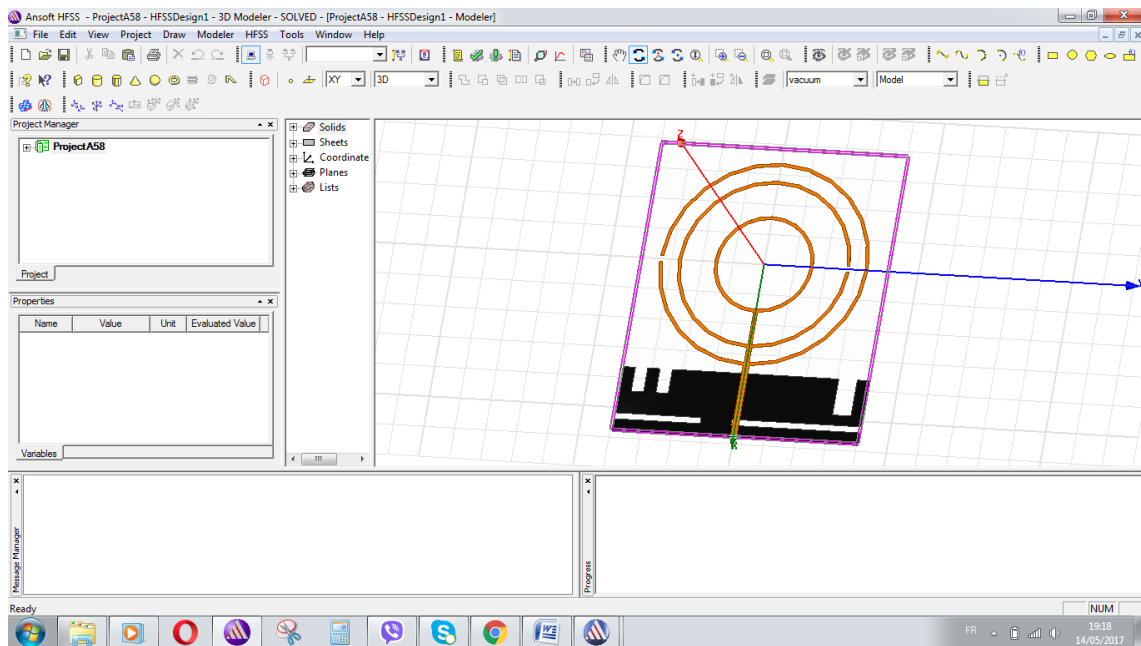 Ansoft HFSS - ProjectA58 - HFSSDesign1 - 3D Modeler - SOLVED - [ProjectA58 - HFSSDesign1 - Modeler]
File Edit View Project Draw Modeler HFSS Tools Window Help
XY 3D vacuum Model
Project Manager
ProjectA58
Project
Solids
Sheets
Coordinate
Planes
Lists
Z
Properties
Name Value Unit Evaluated Value
Variables
Message Manager
Progress
Ready
NUM
FR
19:18
14/05/2017